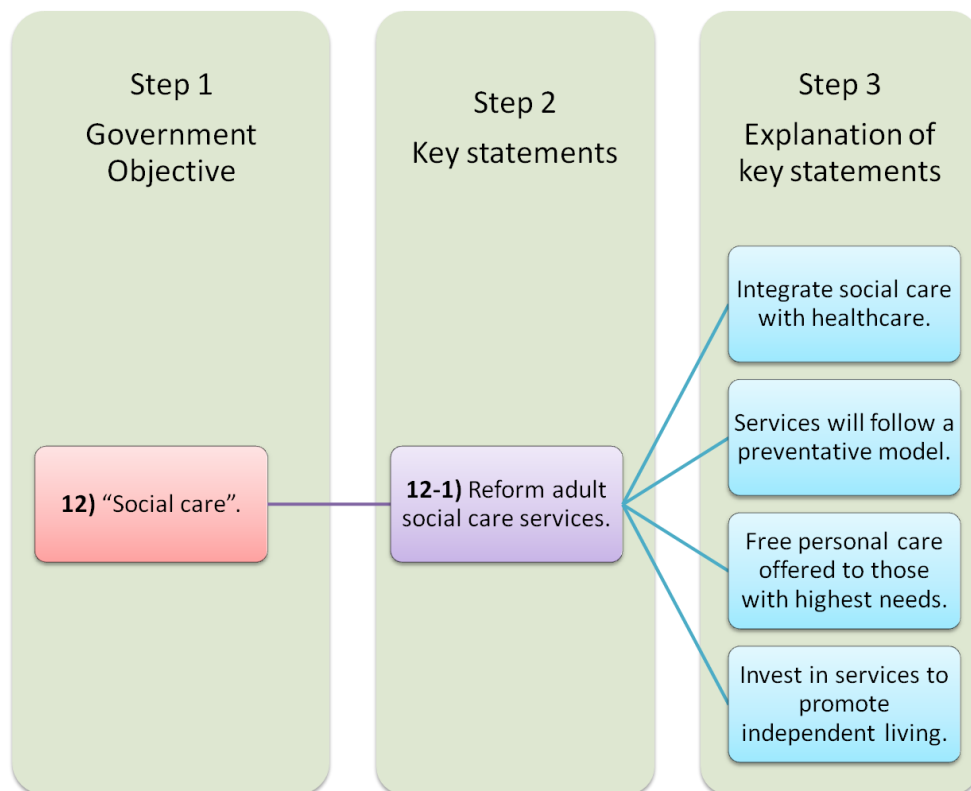 Step 1
Government
Objective
12) “Social care”.
Step 2
Key statements
12-1) Reform adult
social care services.
Step 3
Explanation of
key statements
Integrate social care
with healthcare.
Services will follow a
preventative model.
Free personal care
offered to those
with highest needs.
Invest in services to
promote
independent living.